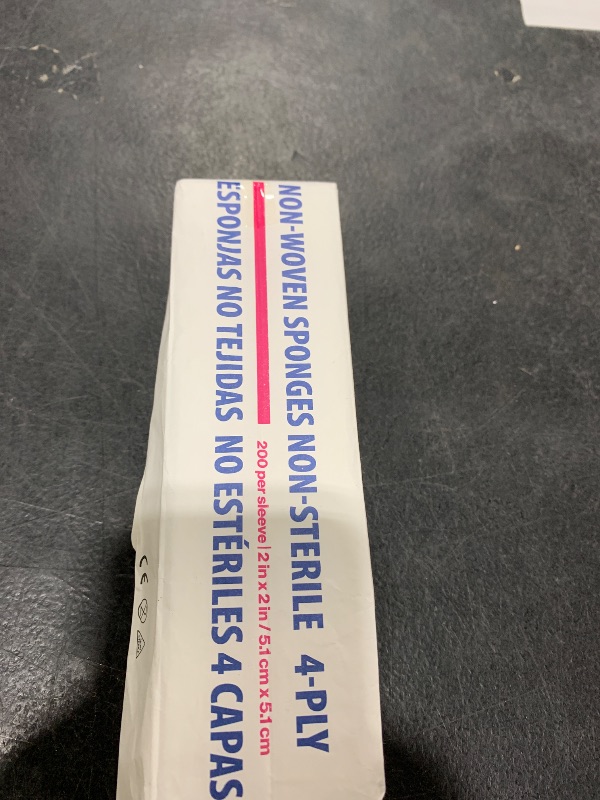 NON-WOVEN SPONGES NON-STERILE 4-PLY
200 per sleeve | 2 in x 2 in / 5.1 cm x 5.1 cm
ESPONJAS NO TEJIDAS NO ESTÉRILES 4 CAPAS
CE